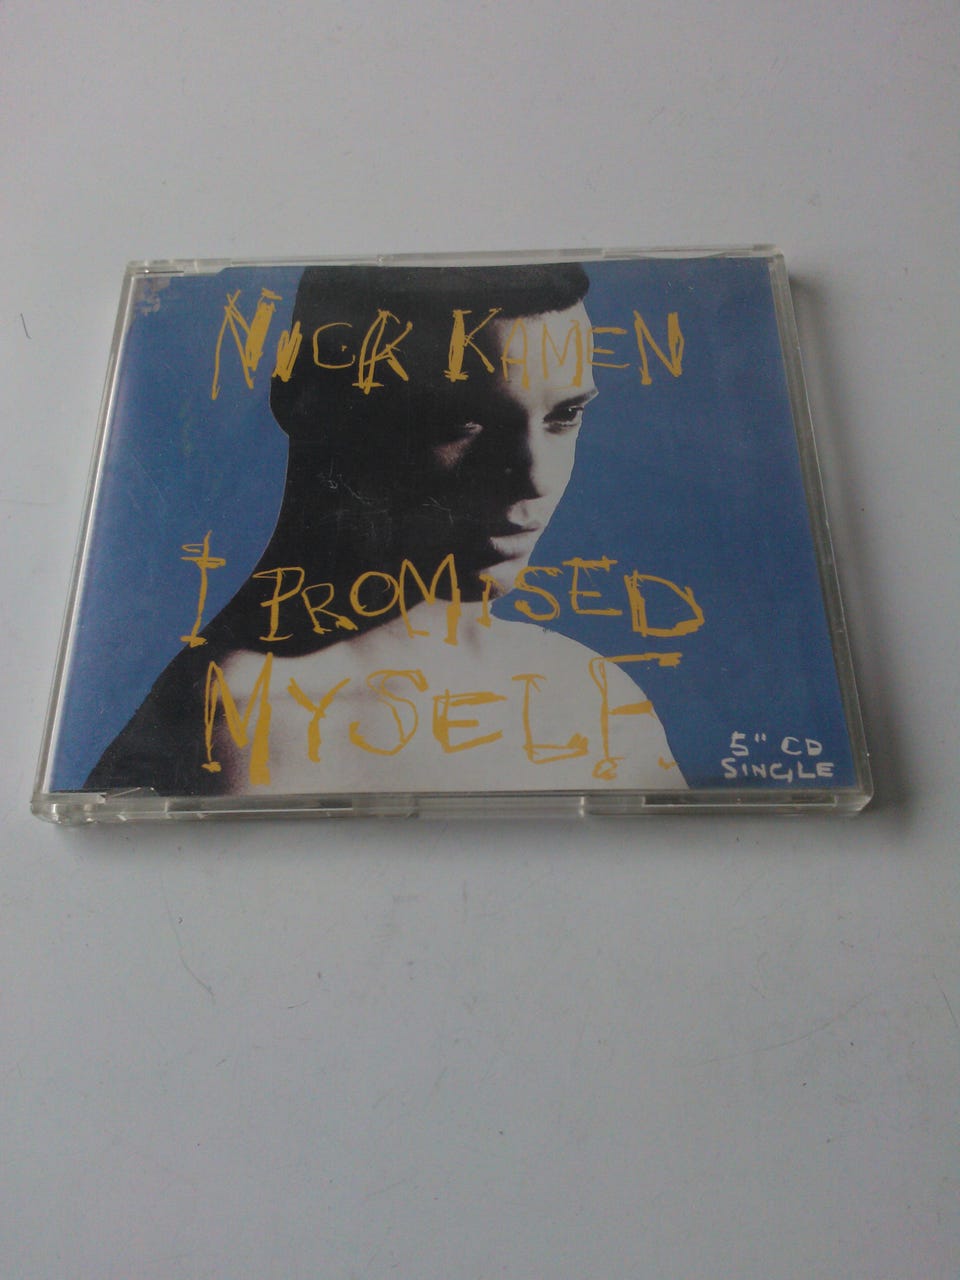 NICK KAMEN
I PROMISED
MYSELF.
5" CD
SINGLE